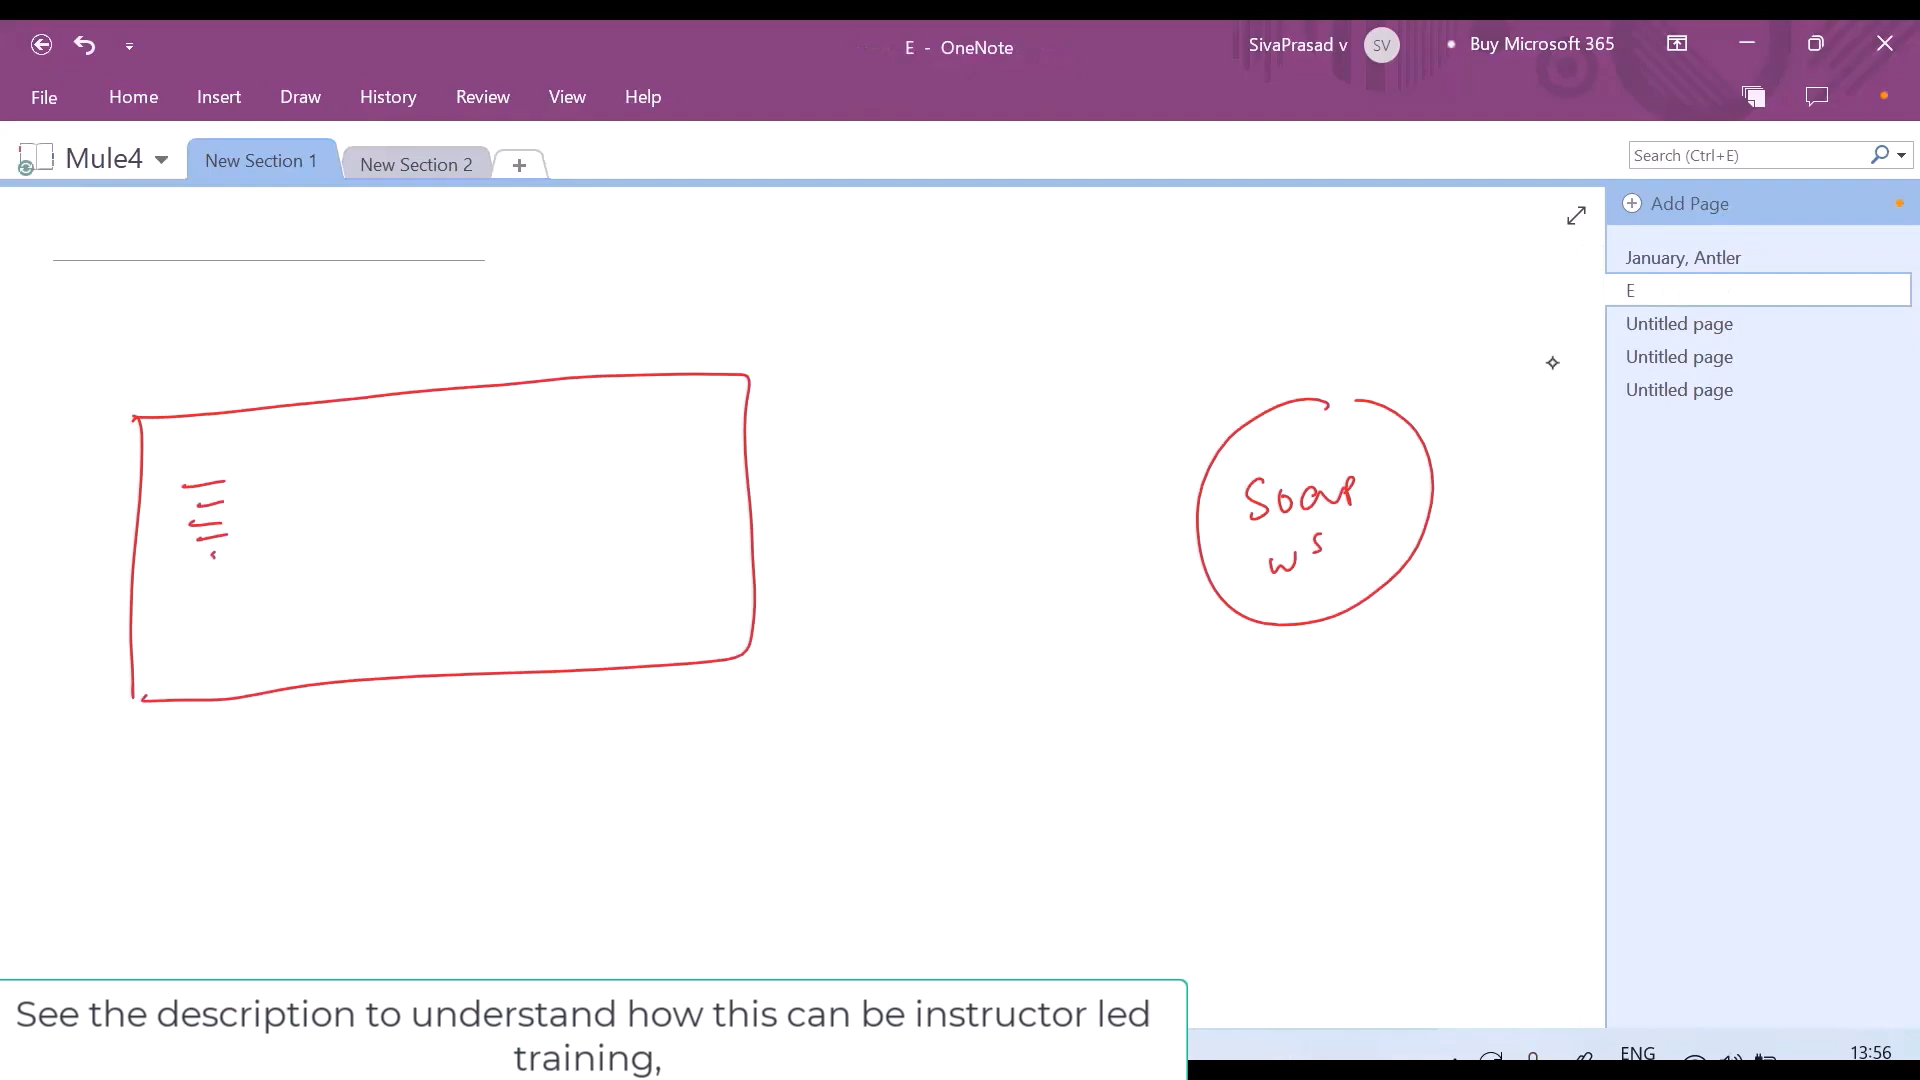 E - OneNote
SivaPrasad v
SV
Buy Microsoft 365
File
Home
Insert
Draw
History
Review
View
Help
Mule4
New Section 1
New Section 2
Search (Ctrl+E)
Add Page
January, Antler
E
Untitled page
Untitled page
Untitled page
Soap
WS
See the description to understand how this can be instructor led
training,
ENG
13:56